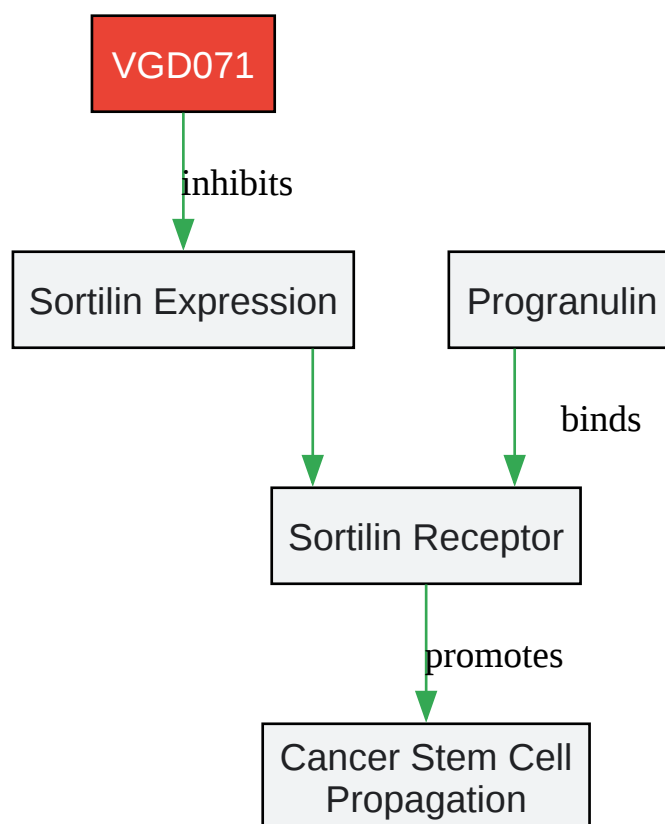 VGD071
inhibits
Sortilin Expression
Progranulin
binds
Sortilin Receptor
promotes
Cancer Stem Cell
Propagation